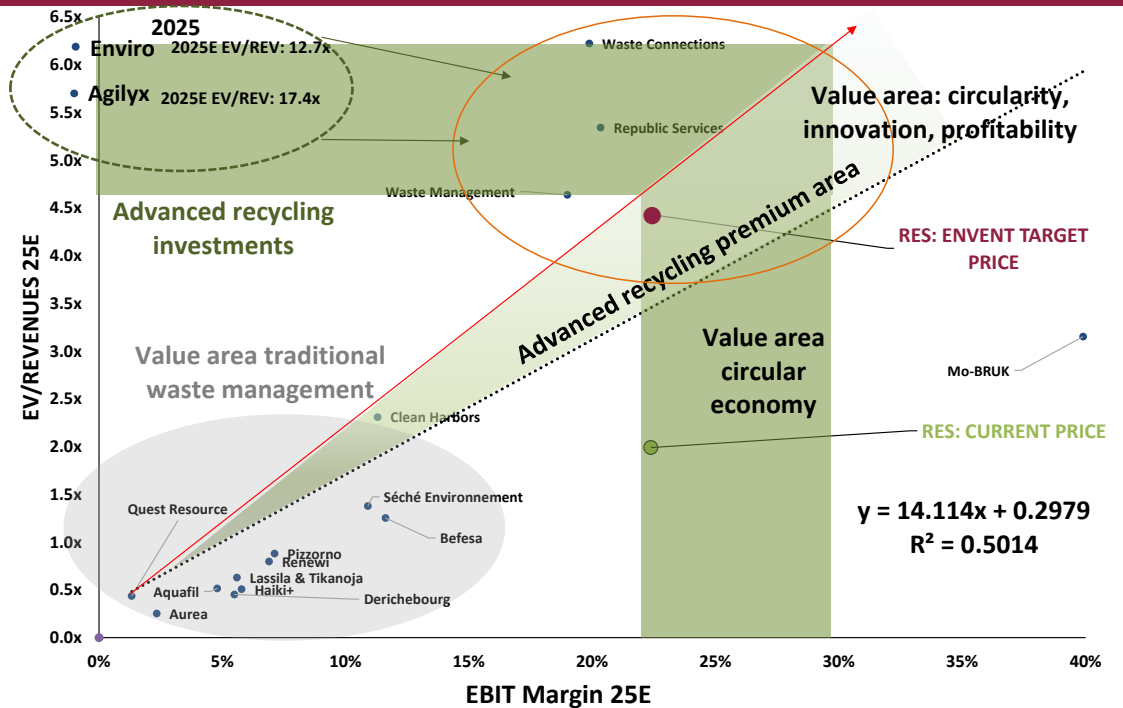 6.5x
6.0x
5.5x
5.0x
4.5x
4.0x
3.5x
3.0x
2.5x
2.0x
1.5x
1.0x
0.5x
0.0x
EV/REVENUES 25E
2025
Enviro 2025E EV/REV: 12.7x
Agilyx 2025E EV/REV: 17.4x
Waste Connections
Republic Services
Waste Management
Value area: circularity,
innovation, profitability
Advanced recycling
investments
Advanced recycling premium area
RES: ENVENT TARGET
PRICE
Value area traditional
waste management
Value area
circular
economy
Mo-BRUK
Clean Harbors
RES: CURRENT PRICE
Séché Environnement
Quest Resource
Befesa
y = 14.114x + 0.2979
R² = 0.5014
Pizzorno
Renewi
Lassila & Tikanoja
Aquafil
Haiki+
Derichebourg
Aurea
0%
5%
10%
15%
20%
25%
30%
35%
40%
EBIT Margin 25E